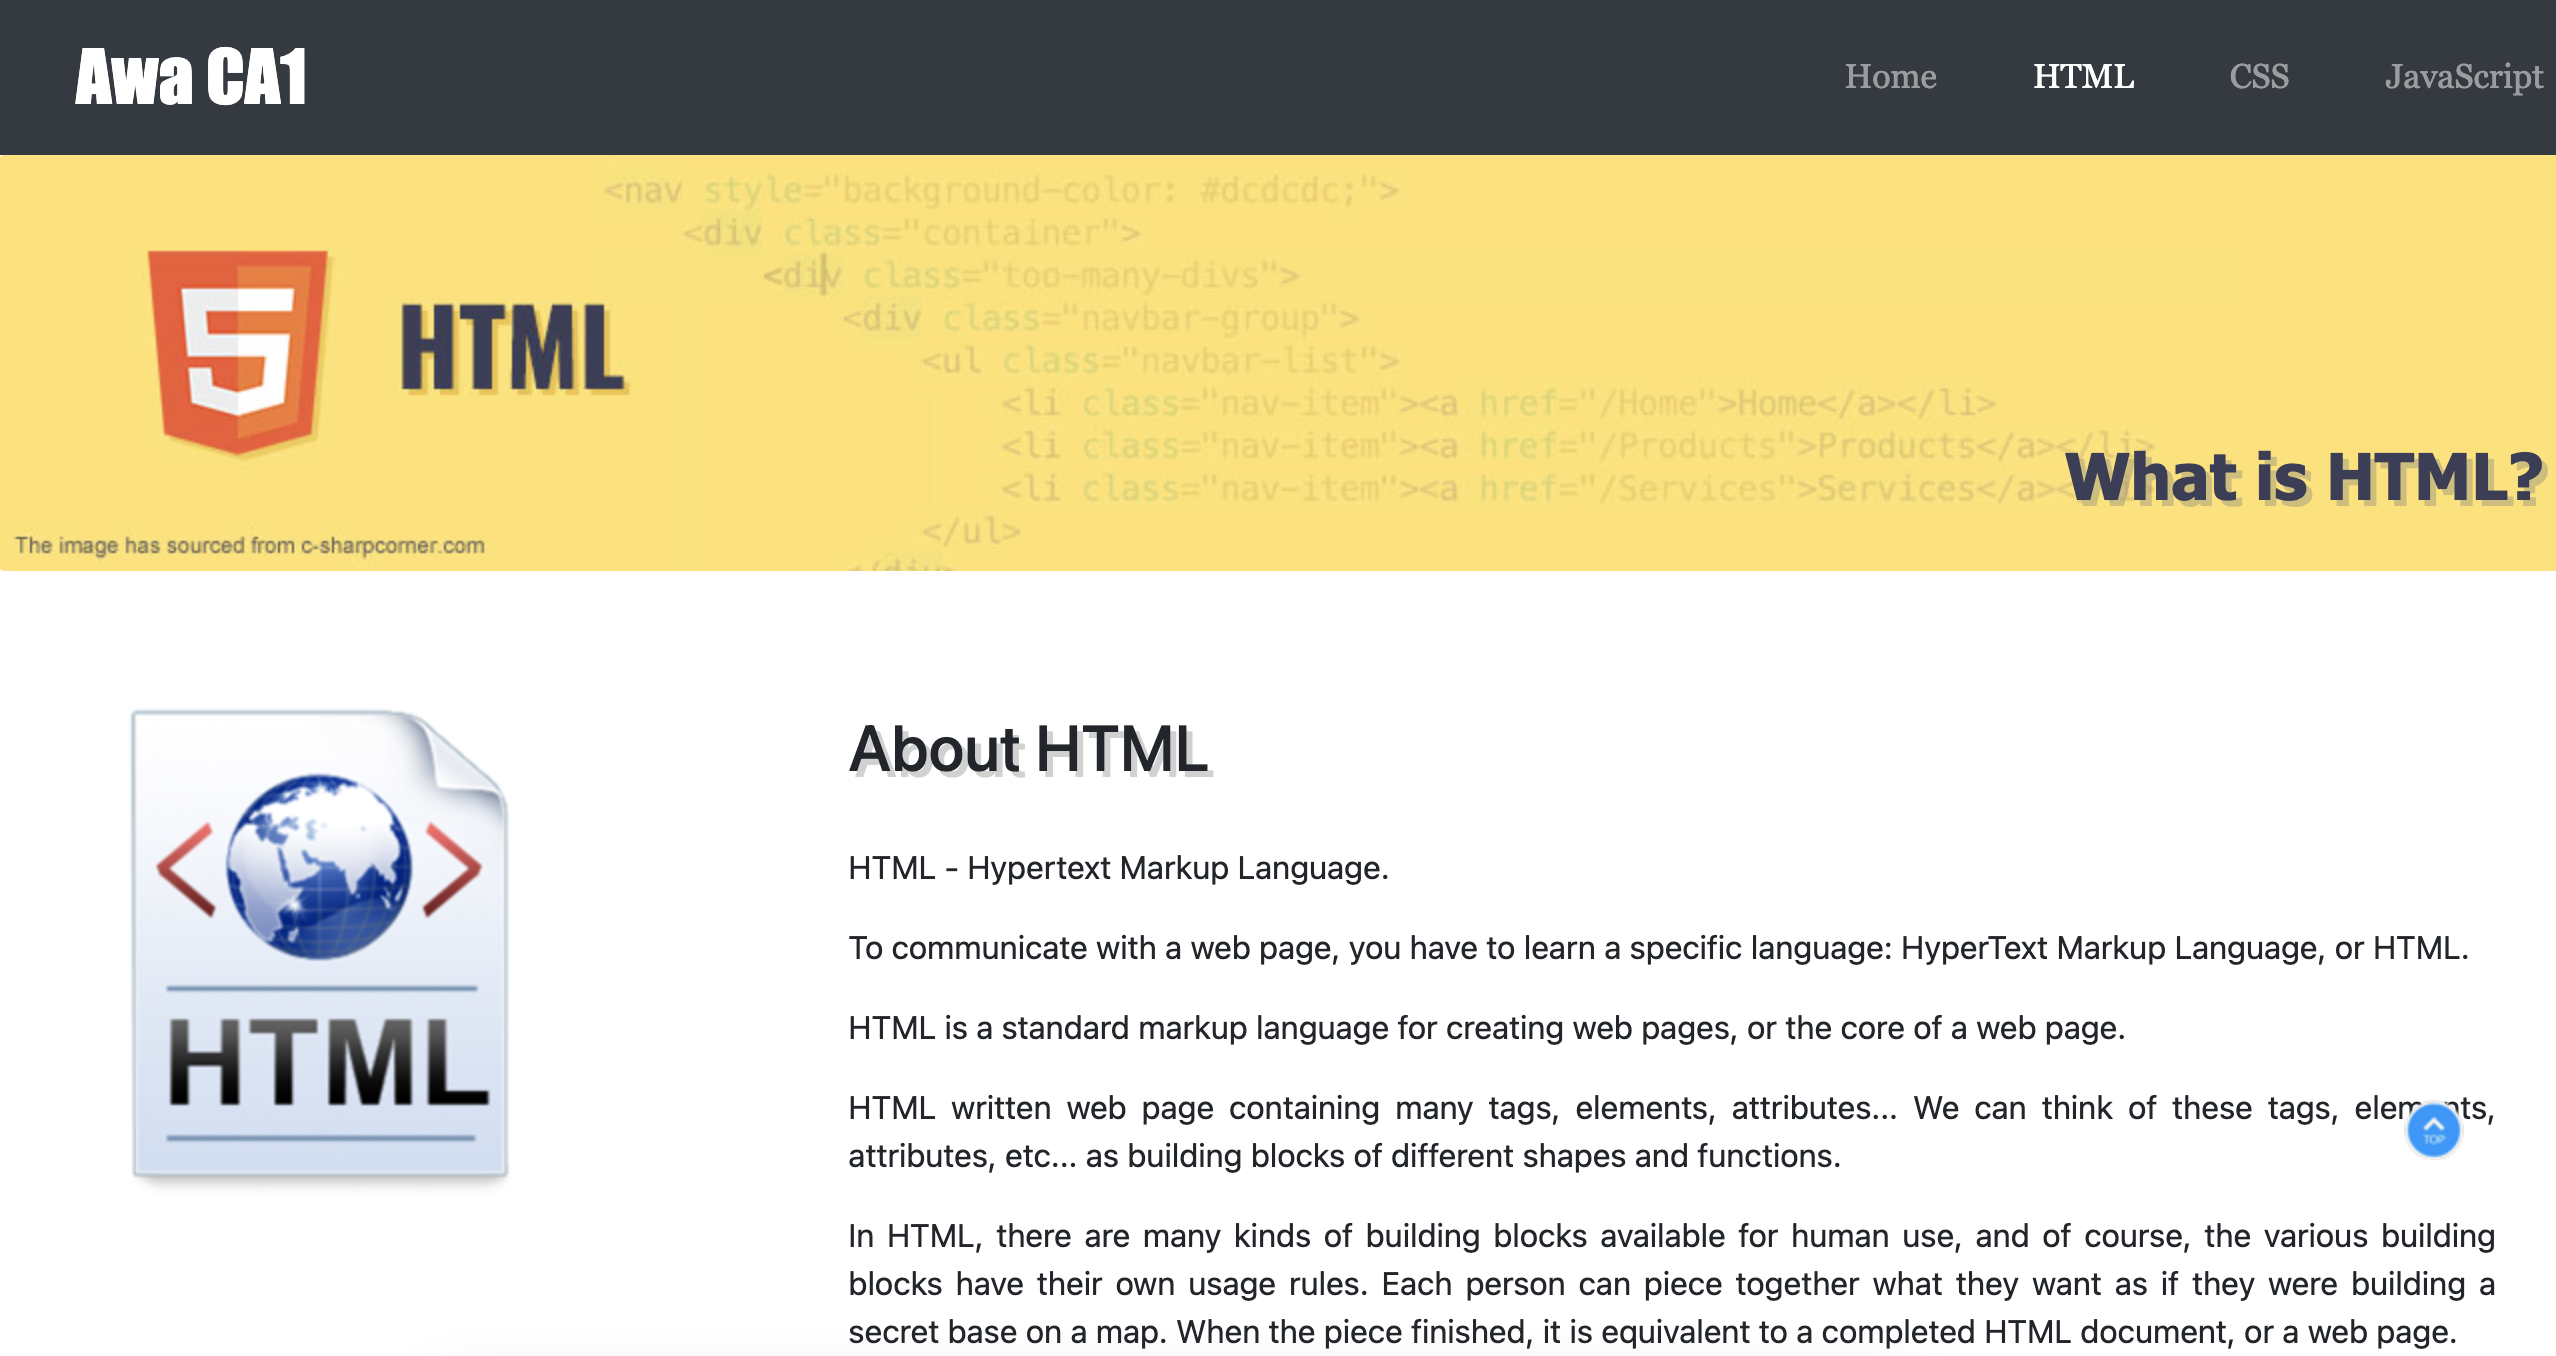 Awa CA1
Home HTML CSS JavaScript
<nav style="background-color: #dcdcdc;">
<div class="container">
<div class="too-many-divs">
<div class="navbar-group">
<ul class="navbar-list">
<li class="nav-item"><a href="/Home">Home</a></li>
<li class="nav-item"><a href="/Products">Products</a></li>
<li class="nav-item"><a href="/Services">Services</a>
</ul>
</div>
5
HTML
What is HTML?
The image has sourced from c-sharpcorner.com
< >
HTML
About HTML
HTML - Hypertext Markup Language.
To communicate with a web page, you have to learn a specific language: HyperText Markup Language, or HTML.
HTML is a standard markup language for creating web pages, or the core of a web page.
HTML written web page containing many tags, elements, attributes... We can think of these tags, elements,
attributes, etc... as building blocks of different shapes and functions.
TOP
In HTML, there are many kinds of building blocks available for human use, and of course, the various building
blocks have their own usage rules. Each person can piece together what they want as if they were building a
secret base on a map. When the piece finished, it is equivalent to a completed HTML document, or a web page.